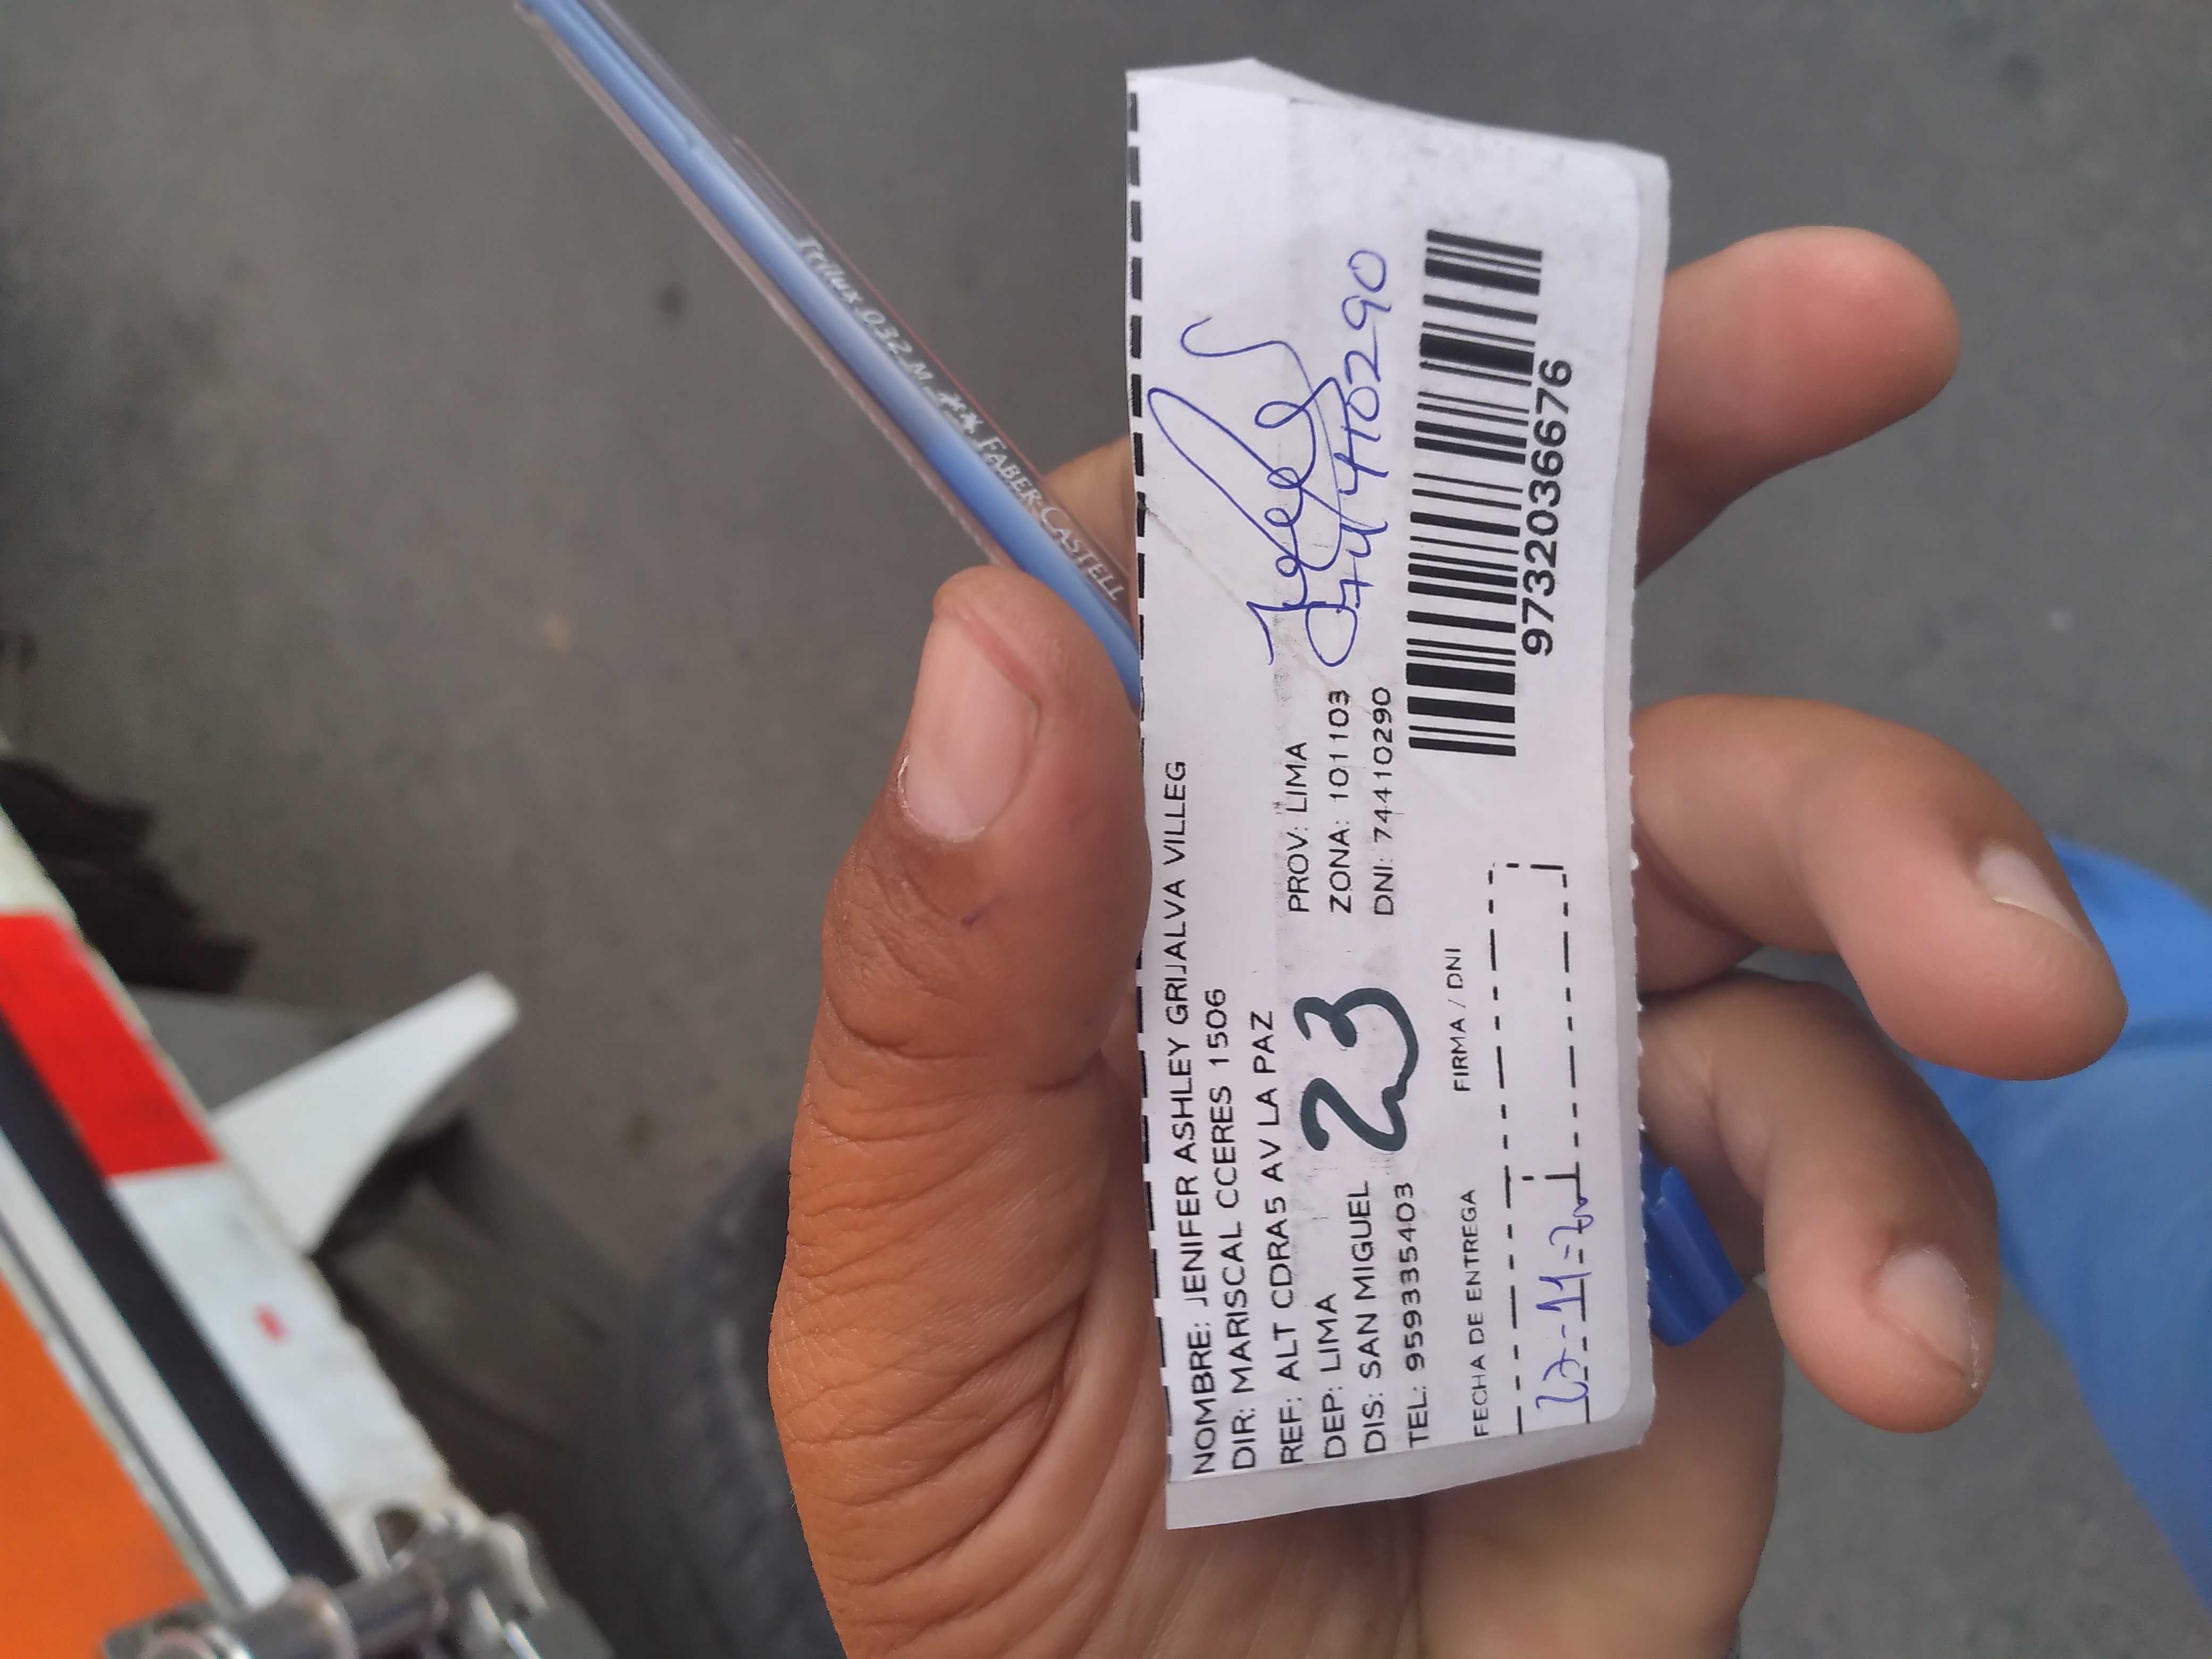 NOMBRE: JENIFER ASHLEY GRIJALVA VILLEG
DIR: MARISCAL CCERES 1506
REF: ALT CDRA5 AV LA PAZ
DEP: LIMA PROV: LIMA
DIS: SAN MIGUEL ZONA: 101103
TEL: 959335403 DNI: 74410290
23
74410290
FECHA DE ENTREGA FIRMA / DNI
9732036676
Trilux 032 M FABER-CASTELL